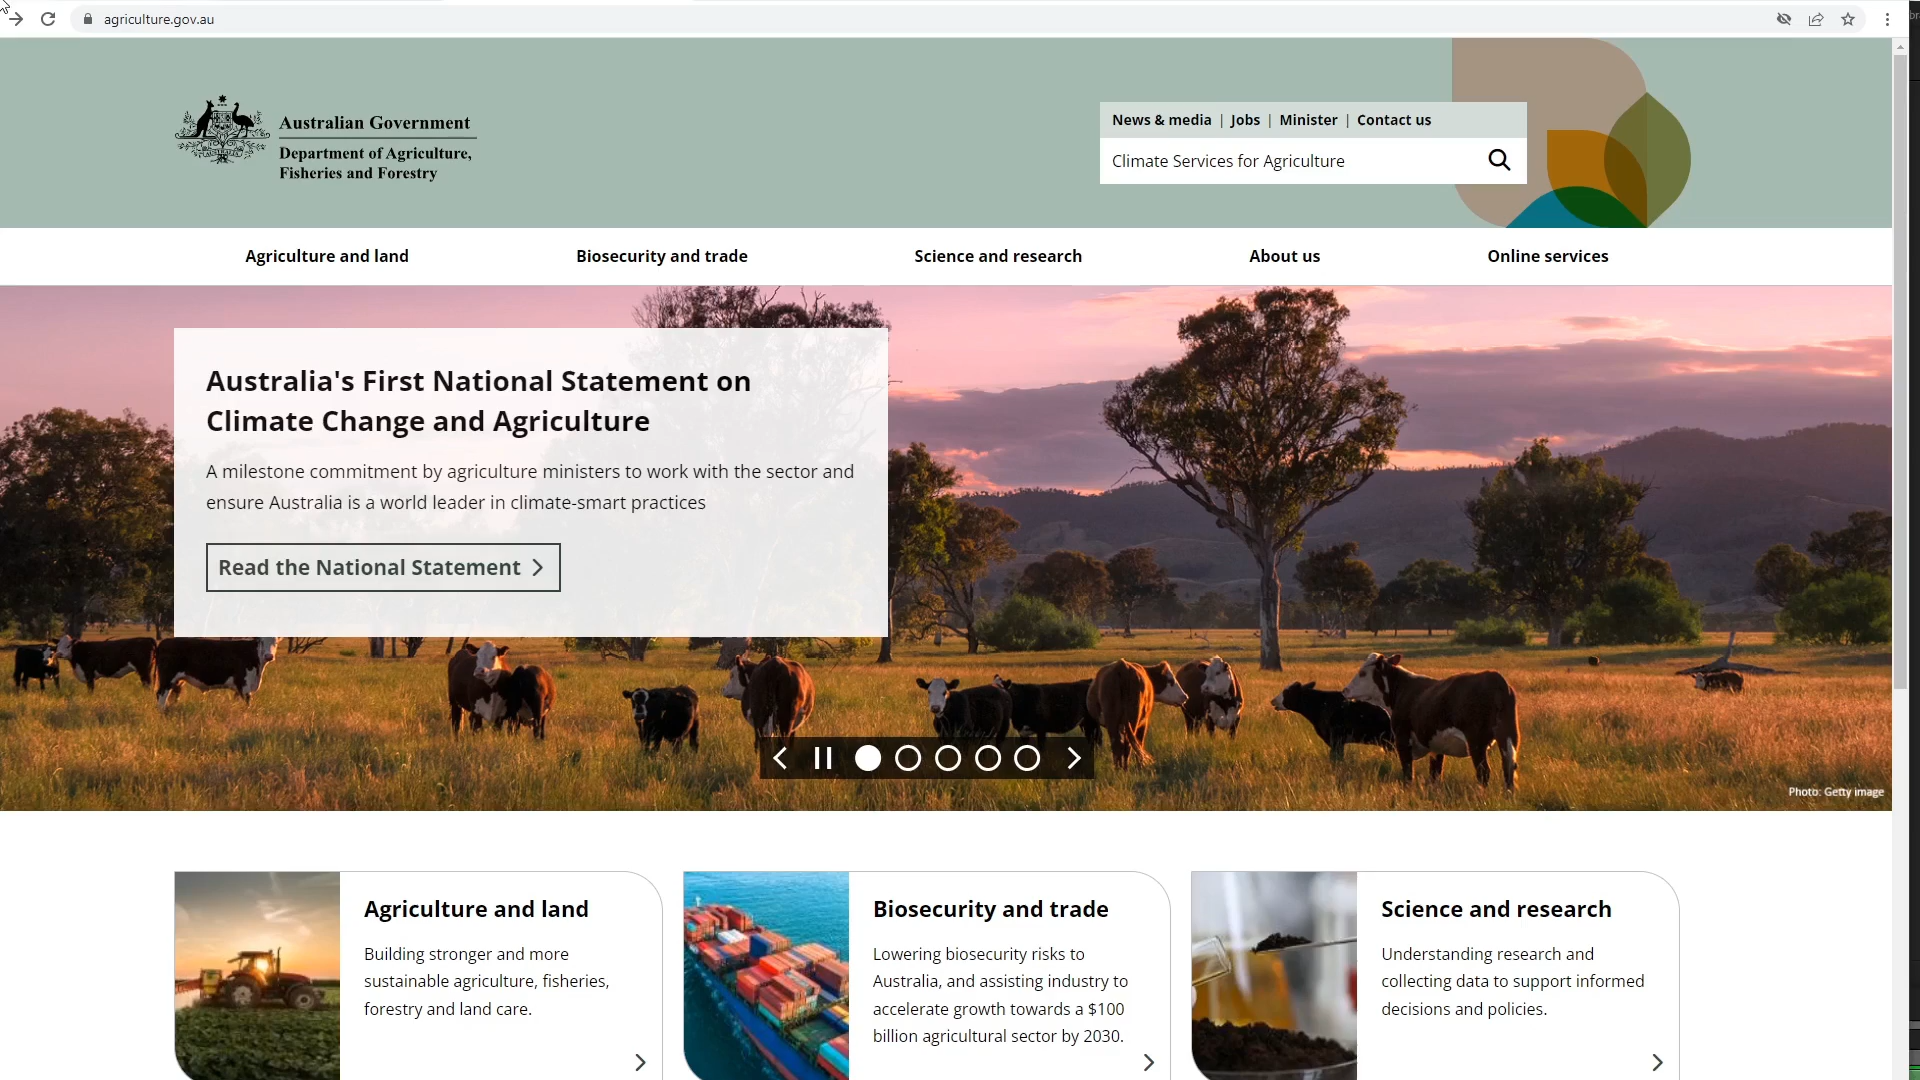 agriculture.gov.au
Australian Government
Department of Agriculture,
Fisheries and Forestry
News & media | Jobs | Minister | Contact us
Climate Services for Agriculture
Agriculture and land
Biosecurity and trade
Science and research
About us
Online services
Australia's First National Statement on
Climate Change and Agriculture
A milestone commitment by agriculture ministers to work with the sector and
ensure Australia is a world leader in climate-smart practices
Read the National Statement
Photo: Getty image
Agriculture and land
Building stronger and more
sustainable agriculture, fisheries,
forestry and land care.
Biosecurity and trade
Lowering biosecurity risks to
Australia, and assisting industry to
accelerate growth towards a $100
billion agricultural sector by 2030.
Science and research
Understanding research and
collecting data to support informed
decisions and policies.